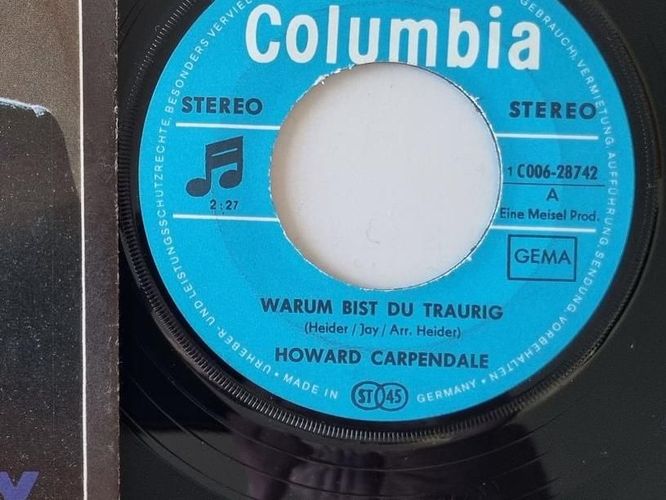 Columbia
STEREO
STEREO
1 C006-28742
A
2:27
Eine Meisel Prod.
GEMA
WARUM BIST DU TRAURIG
(Heider / Jay / Arr. Heider)
HOWARD CARPENDALE
ST 45
URHEBER- UND LEISTUNGSSCHUTZRECHTE, BESONDERS
GEBRAUCH), VERMIETUNG, AUFFÜHRUNG, SENDUNG VORBEHALTEN
• MADE IN GERMANY •